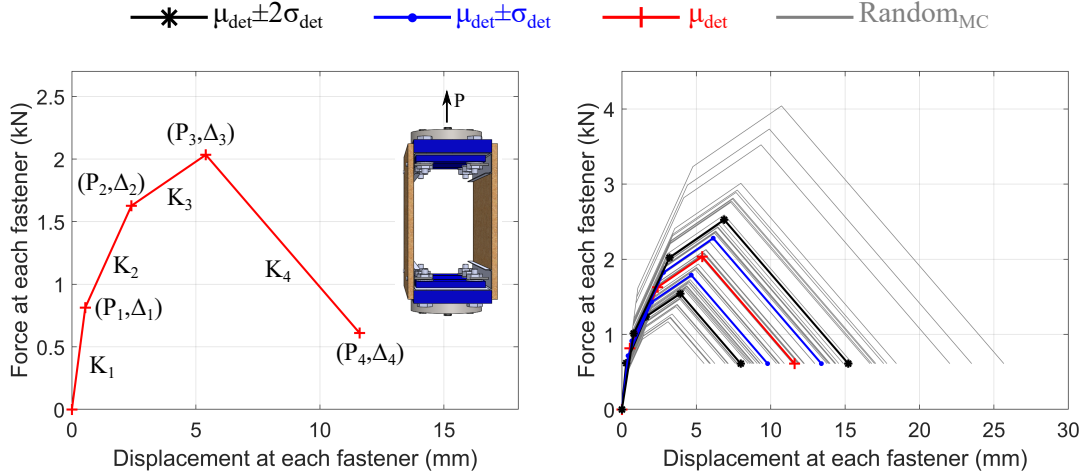 μdet±2σdet μdet±σdet μdet RandomMC
Force at each fastener (kN)
2.5
2
1.5
1
0.5
0
(P3,Δ3)
(P2,Δ2)
K3
K2
(P1,Δ1)
K4
K1
(P4,Δ4)
P
0 5 10 15
Displacement at each fastener (mm)
Force at each fastener (kN)
4
3
2
1
0
0 5 10 15 20 25 30
Displacement at each fastener (mm)